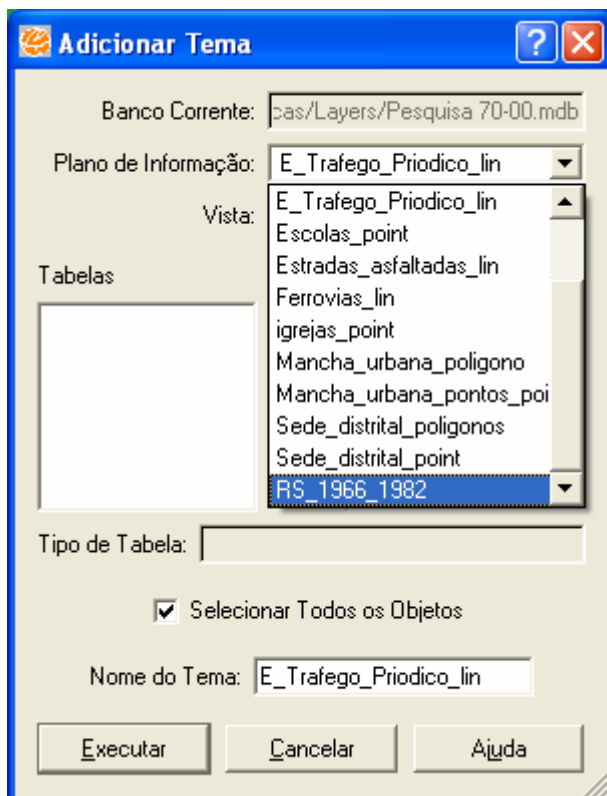 Adicionar Tema
Banco Corrente: cas/Layers/Pesquisa 70-00.mdb
Plano de Informação: E_Trafego_Priodico_lin
Vista:
E_Trafego_Priodico_lin
Escolas_point
Estradas_asfaltadas_lin
Ferrovias_lin
igrejas_point
Mancha_urbana_poligono
Mancha_urbana_pontos_poi
Sede_distrital_poligonos
Sede_distrital_point
RS_1966_1982
Tabelas
Tipo de Tabela:
Selecionar Todos os Objetos
Nome do Tema: E_Trafego_Priodico_lin
Executar Cancelar Ajuda